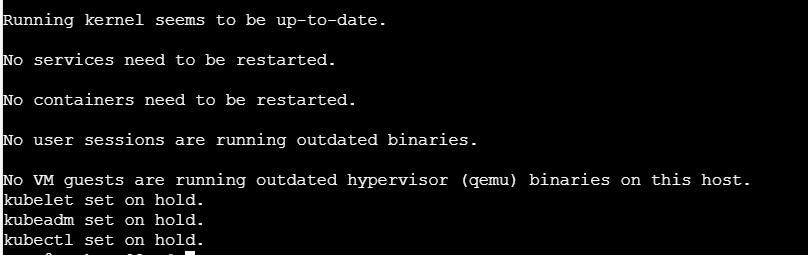 Running kernel seems to be up-to-date.
No services need to be restarted.
No containers need to be restarted.
No user sessions are running outdated binaries.
No VM guests are running outdated hypervisor (qemu) binaries on this host.
kubelet set on hold.
kubeadm set on hold.
kubectl set on hold.